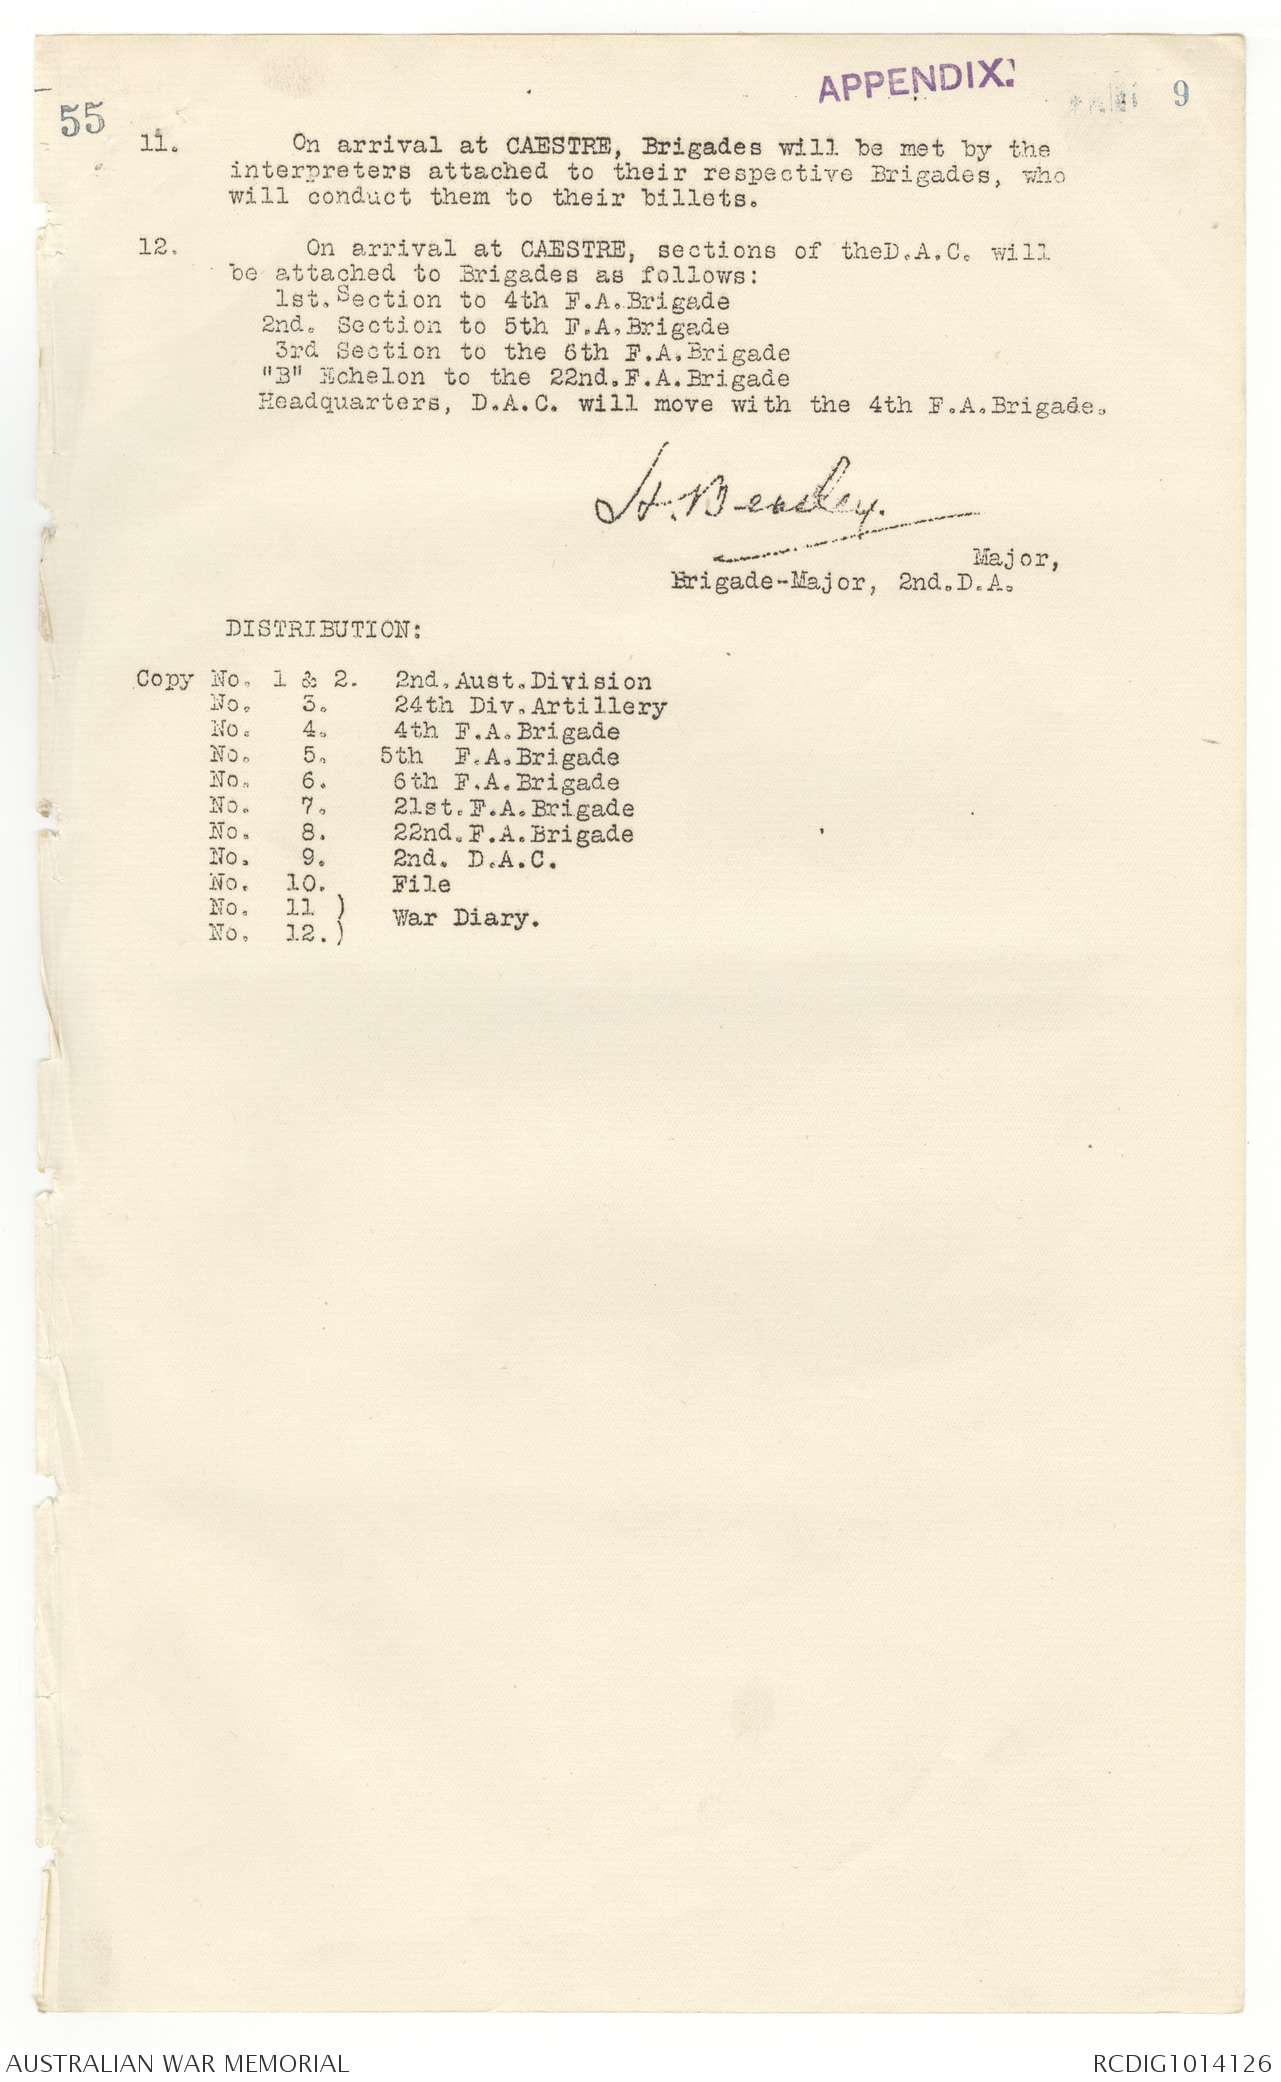 APPENDIX.
55
9
11. On arrival at CAESTRE, Brigades will be met by the
interpreters attached to their respective Brigades, who
will conduct them to their billets.
12. On arrival at CAESTRE, sections of theD.A.C. will
be attached to Brigades as follows:
1st. Section to 4th F.A.Brigade
2nd. Section to 5th F.A.Brigade
3rd Section to the 6th F.A.Brigade
"B" Echelon to the 22nd.F.A.Brigade
Headquarters, D.A.C. will move with the 4th F.A.Brigade.
H.
Major,
Brigade-Major, 2nd.D.A.
DISTRIBUTION:
Copy No. 1 & 2. 2nd.Aust.Division
No. 3. 24th Div.Artillery
No. 4. 4th F.A.Brigade
No. 5. 5th F.A.Brigade
No. 6. 6th F.A.Brigade
No. 7. 21st.F.A.Brigade
No. 8. 22nd.F.A.Brigade
No. 9. 2nd. D.A.C.
No. 10. File
No. 11 )
War Diary.
No. 12.)
AUSTRALIAN WAR MEMORIAL
RCDIG1014126